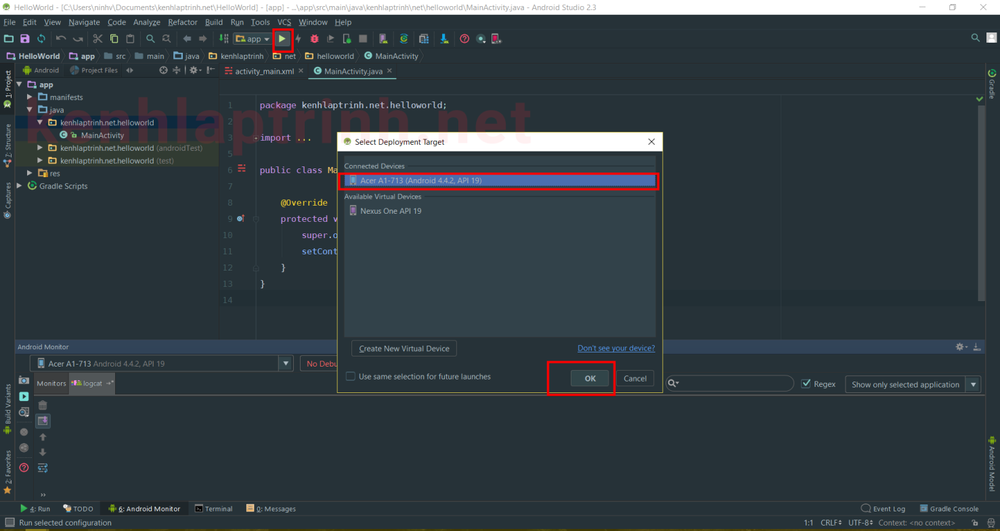 HelloWorld - [C:\Users\ninhv\Documents\kenhlaptrinh.net\HelloWorld] - [app] - ...\app\src\main\java\kenhlaptrinh\net\helloworld\MainActivity.java - Android Studio 2.3
File Edit View Navigate Code Analyze Refactor Build Run Tools VCS Window Help
app
HelloWorld app src main java kenhlaptrinh net helloworld MainActivity
Android Project Files activity_main.xml MainActivity.java
1: Project
Z: Structure
Captures
Build Variants
2: Favorites
app
manifests
java
kenhlaptrinh.net.helloworld
MainActivity
kenhlaptrinh.net.helloworld (androidTest)
kenhlaptrinh.net.helloworld (test)
res
Gradle Scripts
kenhlaptrinh.net
1 package kenhlaptrinh.net.helloworld;
2
3 import ...
5
6 public class Ma
7
8 @Override
9 protected v
10 super.o
11 setCont
12 }
13 }
14
Select Deployment Target
Connected Devices
Acer A1-713 (Android 4.4.2, API 19)
Available Virtual Devices
Nexus One API 19
Create New Virtual Device
Don't see your device?
Use same selection for future launches
OK
Cancel
Gradle
Android Model
Android Monitor
Acer A1-713 Android 4.4.2, API 19
No Debu
Monitors logcat
Regex
Show only selected application
4: Run TODO 6: Android Monitor Terminal 0: Messages Event Log Gradle Console
Run selected configuration 1:1 CRLF UTF-8 Context: <no context>